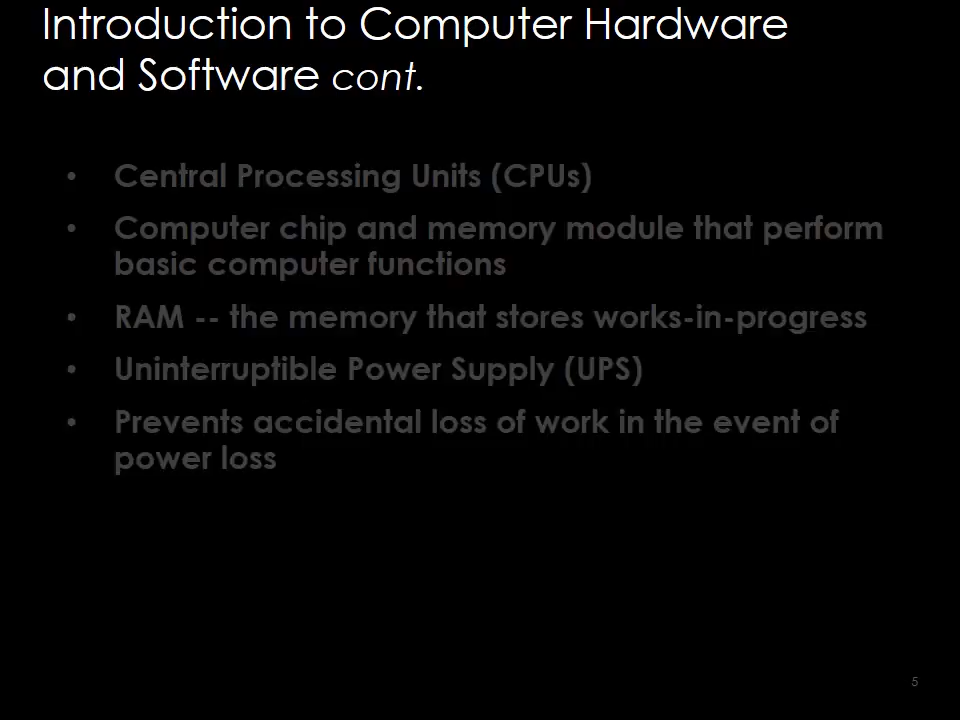 Introduction to Computer Hardware
and Software cont.
• Central Processing Units (CPUs)
• Computer chip and memory module that perform
basic computer functions
• RAM -- the memory that stores works-in-progress
• Uninterruptible Power Supply (UPS)
• Prevents accidental loss of work in the event of
power loss
5